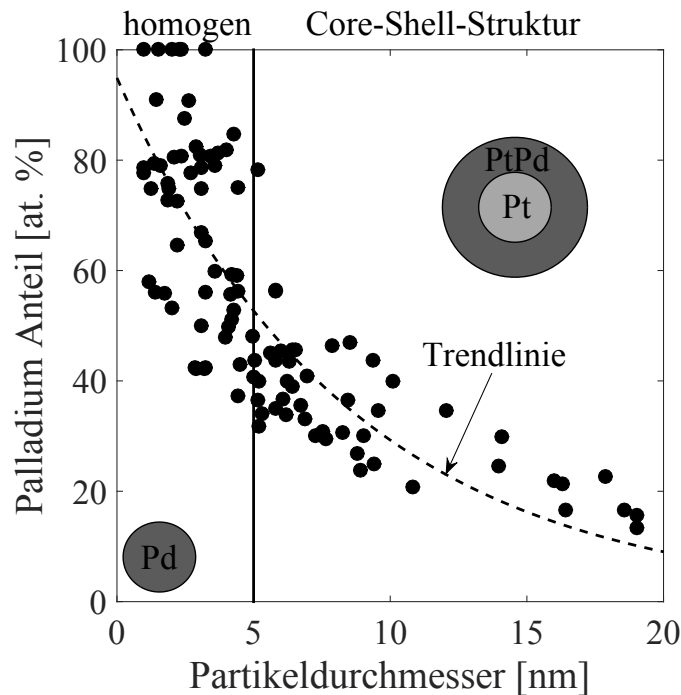 homogen
Core-Shell-Struktur
Palladium Anteil [at. %]
100
80
60
40
20
0
PtPd
Pt
Trendlinie
Pd
0
5
10
15
20
Partikeldurchmesser [nm]